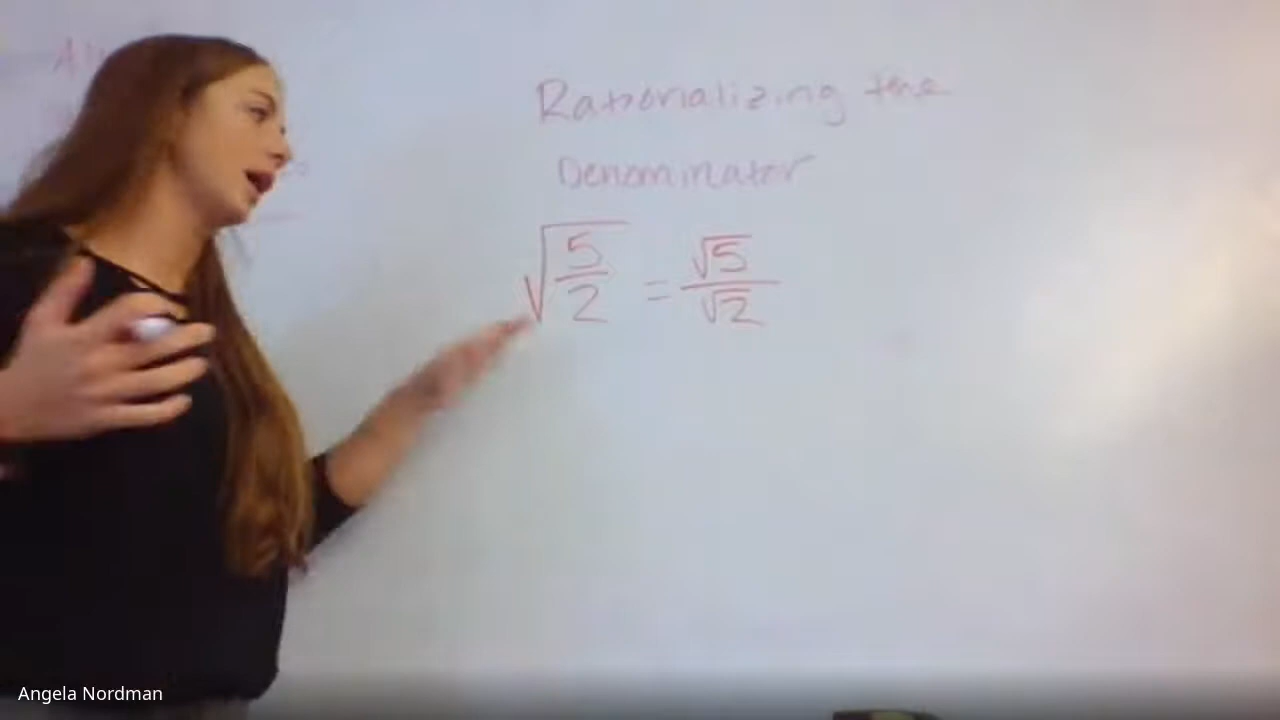 Rationalizing the
Denominator
√5/2 = √5/√2
Angela Nordman